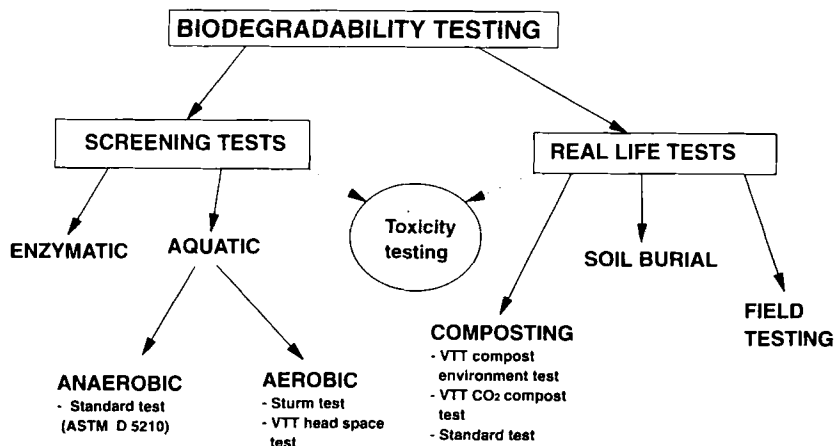 BIODEGRADABILITY TESTING
SCREENING TESTS
REAL LIFE TESTS
Toxicity
testing
ENZYMATIC
AQUATIC
SOIL BURIAL
FIELD
TESTING
COMPOSTING
- VTT compost
environment test
- VTT CO₂ compost
test
- Standard test
ANAEROBIC
- Standard test
(ASTM D 5210)
AEROBIC
- Sturm test
- VTT head space
test